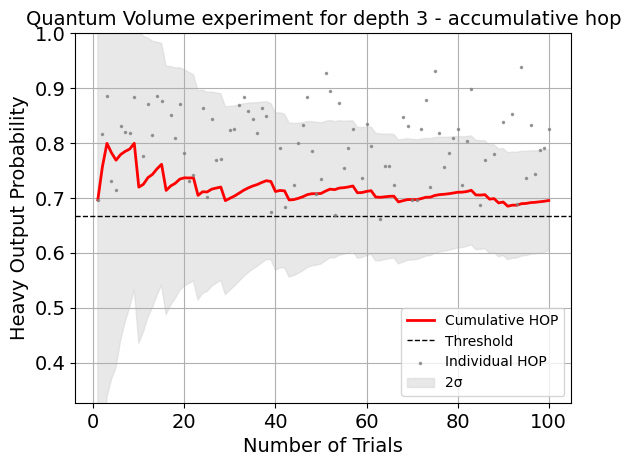 Quantum Volume experiment for depth 3 - accumulative hop
1.0
0.9
0.8
0.7
0.6
0.5
0.4
Heavy Output Probability
Cumulative HOP
Threshold
Individual HOP
2σ
0 20 40 60 80 100
Number of Trials